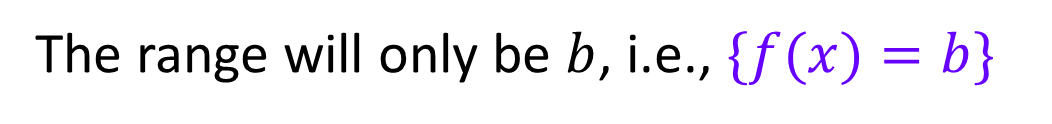 The range will only be b, i.e., {f(x) = b}